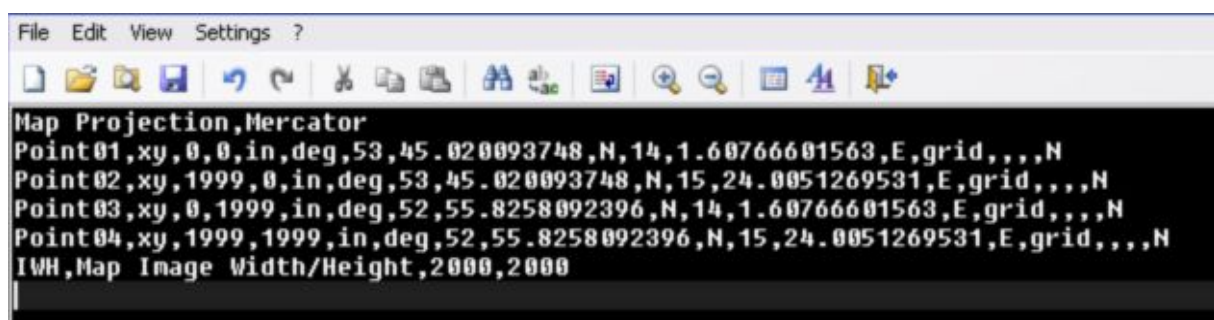 File Edit View Settings ?
Map Projection,Mercator
Point01,xy,0,0,in,deg,53,45.020093748,N,14,1.60766601563,E,grid,,,,N
Point02,xy,1999,0,in,deg,53,45.020093748,N,15,24.0051269531,E,grid,,,,N
Point03,xy,0,1999,in,deg,52,55.8258092396,N,14,1.60766601563,E,grid,,,,N
Point04,xy,1999,1999,in,deg,52,55.8258092396,N,15,24.0051269531,E,grid,,,,N
IWH,Map Image Width/Height,2000,2000